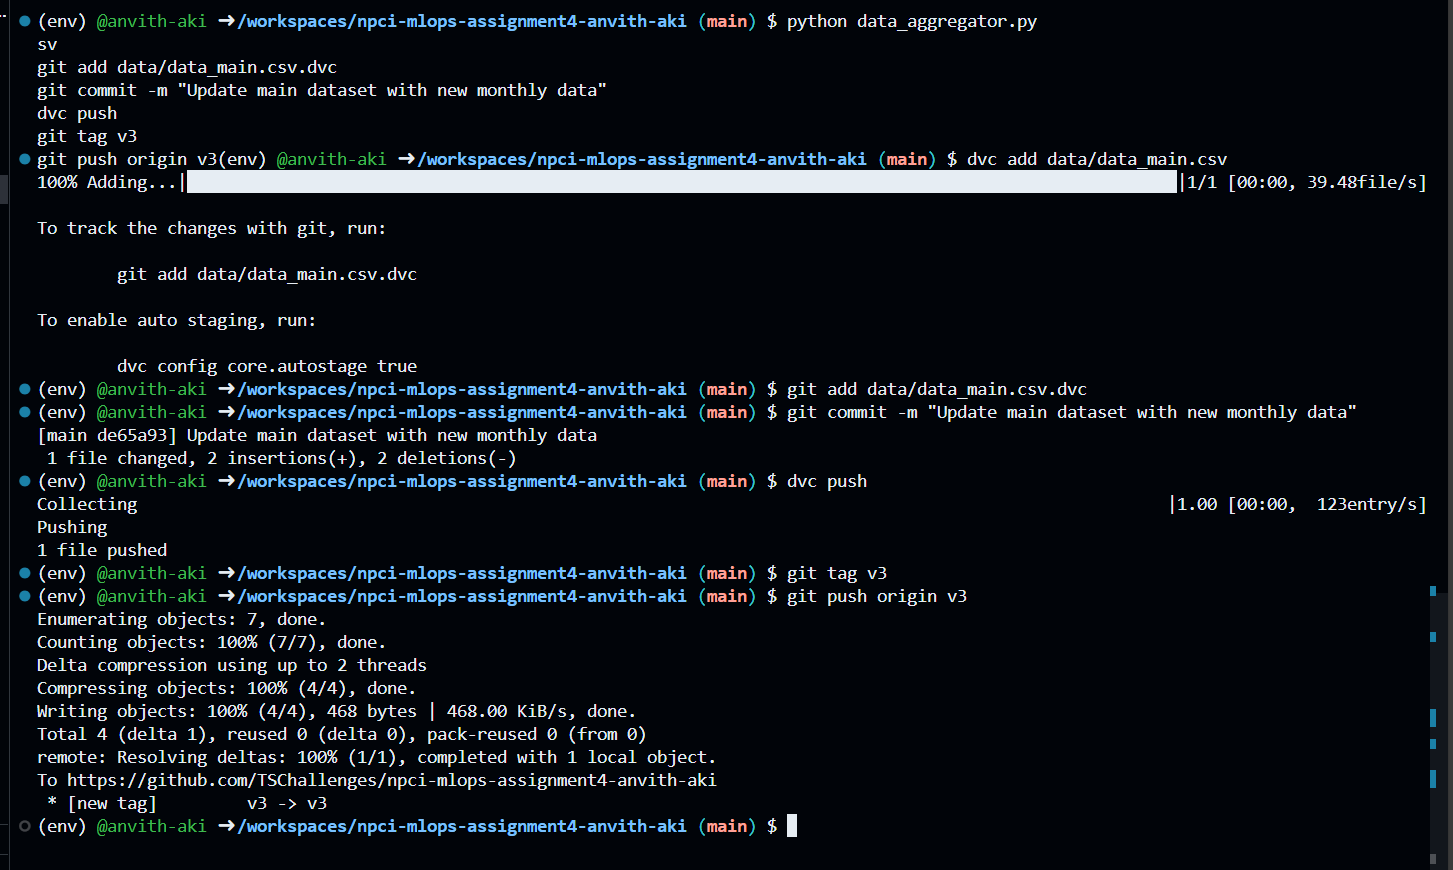 (env) @anvith-aki ➜/workspaces/npci-mlops-assignment4-anvith-aki (main) $ python data_aggregator.py
sv
git add data/data_main.csv.dvc
git commit -m "Update main dataset with new monthly data"
dvc push
git tag v3
git push origin v3(env) @anvith-aki ➜/workspaces/npci-mlops-assignment4-anvith-aki (main) $ dvc add data/data_main.csv
100% Adding...| |1/1 [00:00, 39.48file/s]
To track the changes with git, run:
git add data/data_main.csv.dvc
To enable auto staging, run:
dvc config core.autostage true
(env) @anvith-aki ➜/workspaces/npci-mlops-assignment4-anvith-aki (main) $ git add data/data_main.csv.dvc
(env) @anvith-aki ➜/workspaces/npci-mlops-assignment4-anvith-aki (main) $ git commit -m "Update main dataset with new monthly data"
[main de65a93] Update main dataset with new monthly data
1 file changed, 2 insertions(+), 2 deletions(-)
(env) @anvith-aki ➜/workspaces/npci-mlops-assignment4-anvith-aki (main) $ dvc push
Collecting |1.00 [00:00, 123entry/s]
Pushing
1 file pushed
(env) @anvith-aki ➜/workspaces/npci-mlops-assignment4-anvith-aki (main) $ git tag v3
(env) @anvith-aki ➜/workspaces/npci-mlops-assignment4-anvith-aki (main) $ git push origin v3
Enumerating objects: 7, done.
Counting objects: 100% (7/7), done.
Delta compression using up to 2 threads
Compressing objects: 100% (4/4), done.
Writing objects: 100% (4/4), 468 bytes | 468.00 KiB/s, done.
Total 4 (delta 1), reused 0 (delta 0), pack-reused 0 (from 0)
remote: Resolving deltas: 100% (1/1), completed with 1 local object.
To https://github.com/TSChallenges/npci-mlops-assignment4-anvith-aki
* [new tag] v3 -> v3
(env) @anvith-aki ➜/workspaces/npci-mlops-assignment4-anvith-aki (main) $